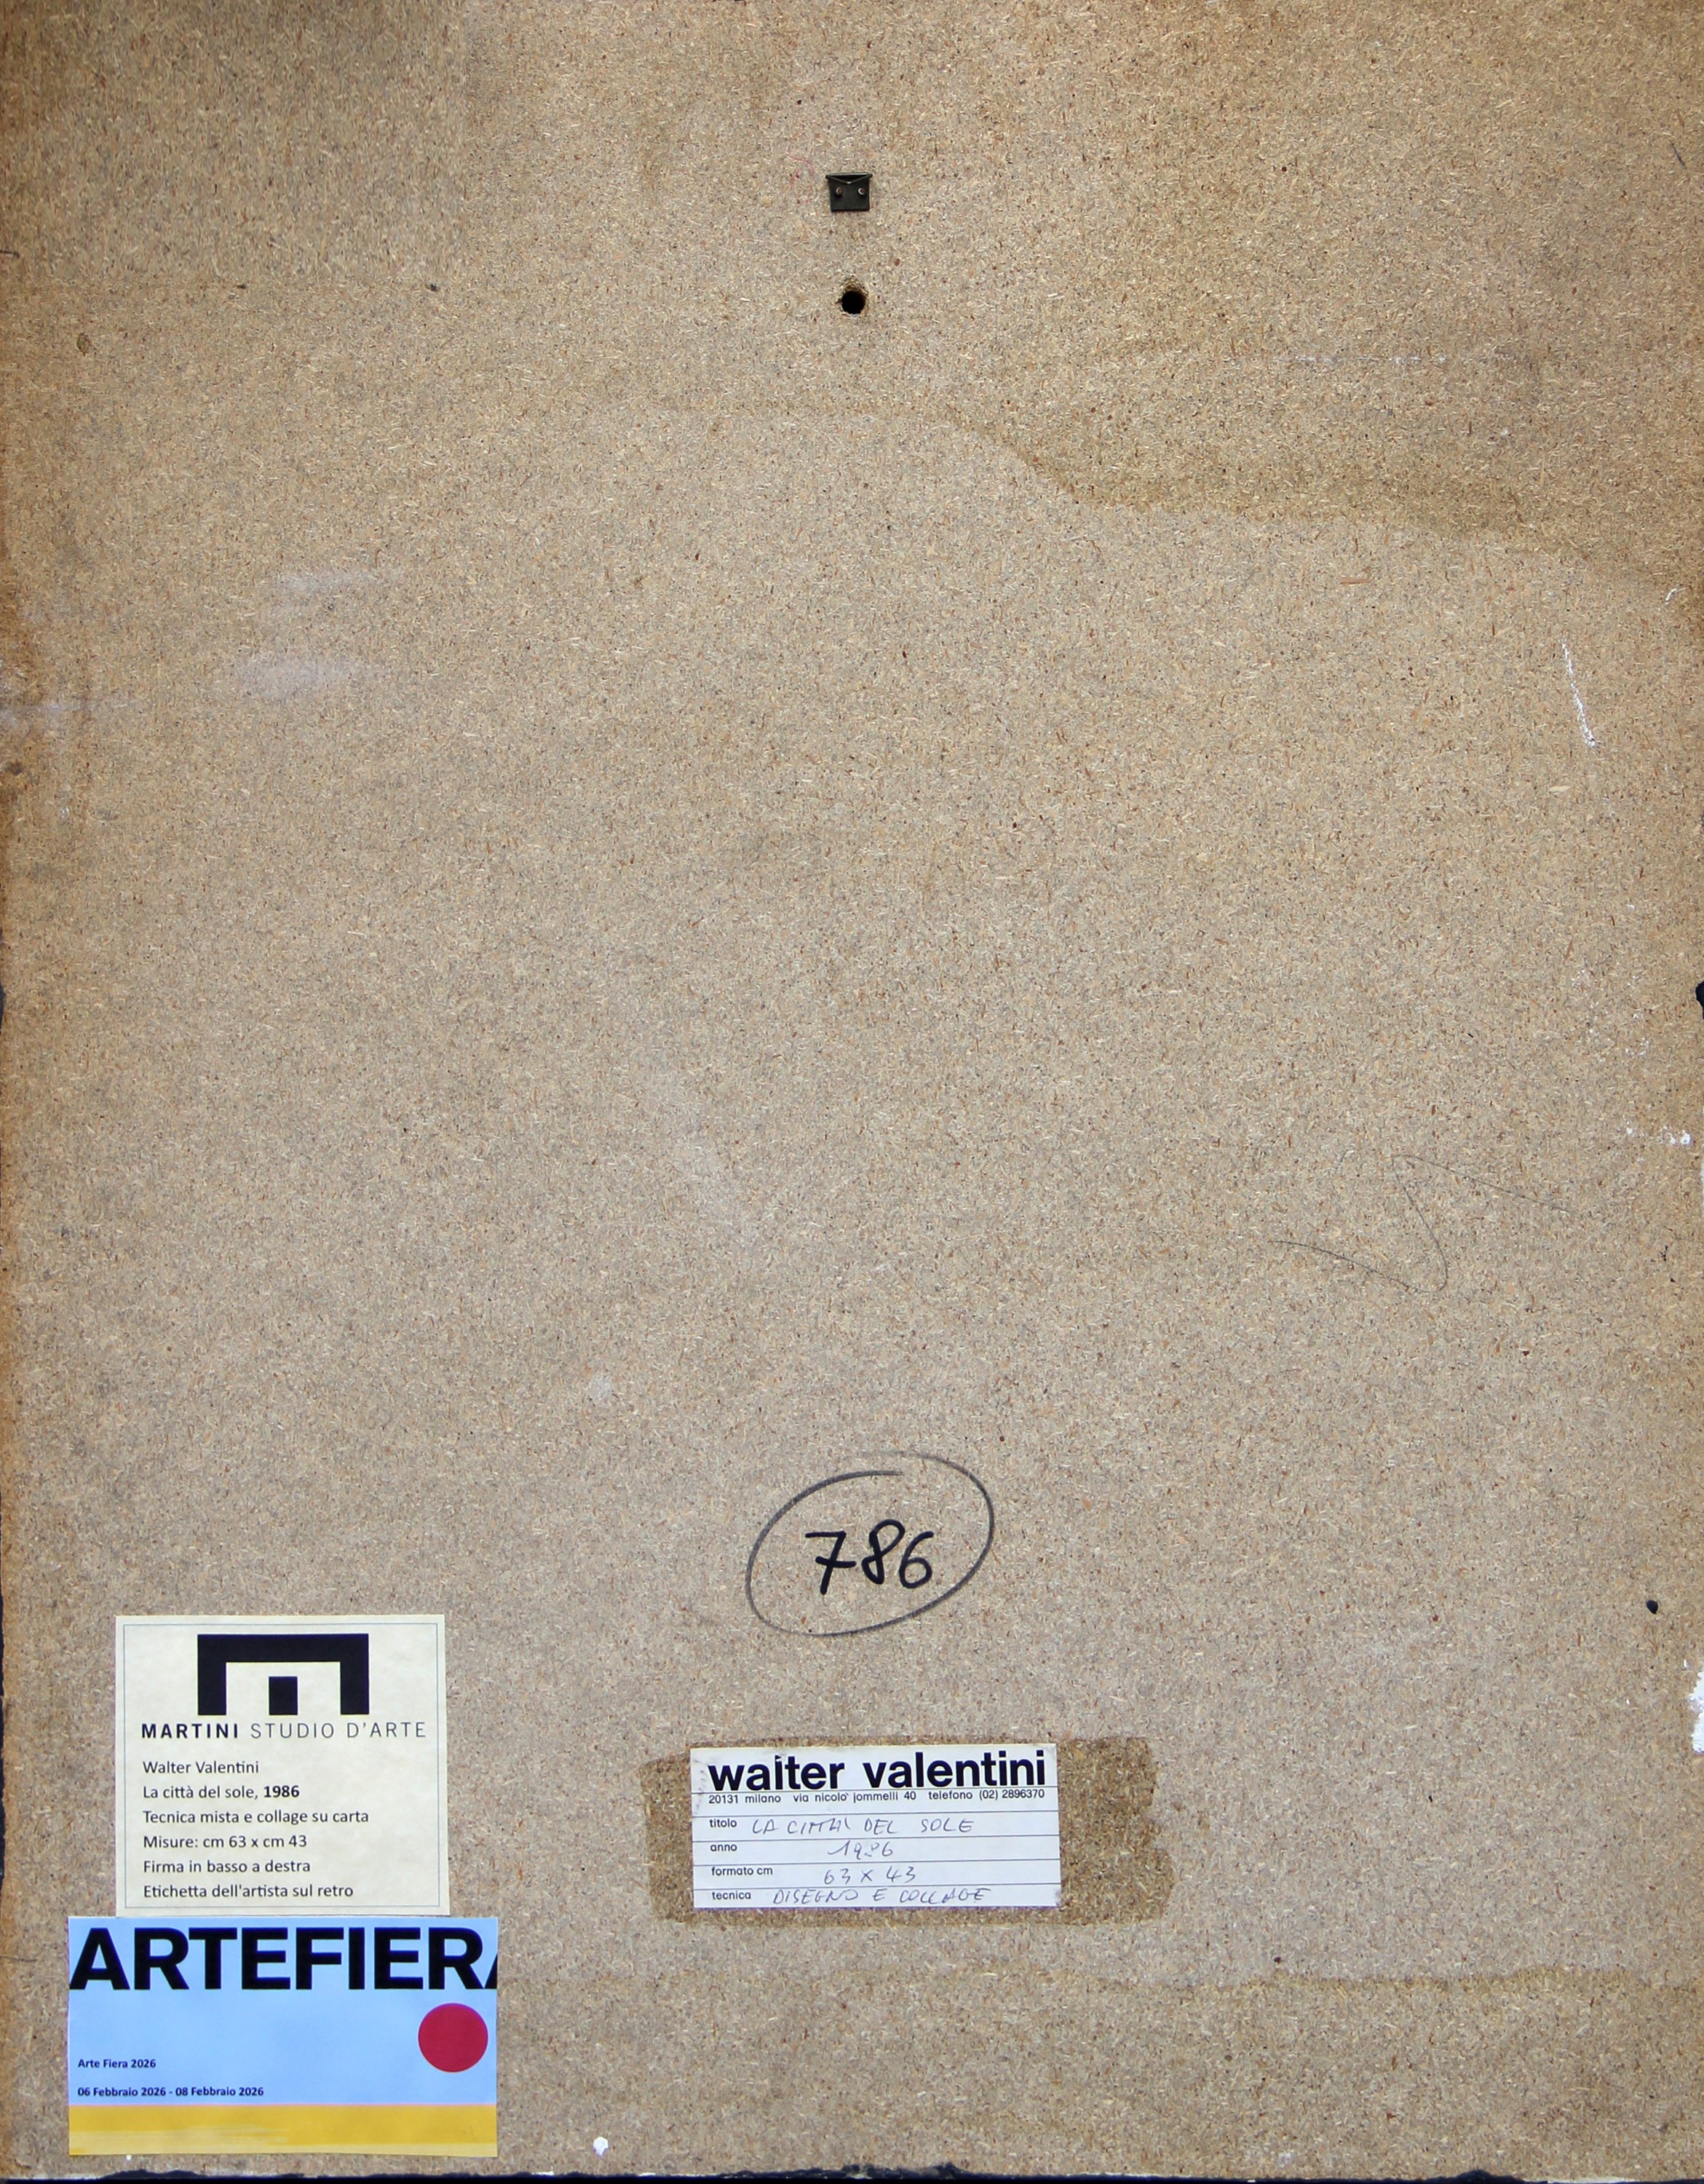 786
MARTINI STUDIO D'ARTE
Walter Valentini
La città del sole, 1986
Tecnica mista e collage su carta
Misure: cm 63 x cm 43
Firma in basso a destra
Etichetta dell'artista sul retro
walter valentini
20131 milano via nicolò jommelli 40 telefono (02) 2896370
titolo LA CITTÀ DEL SOLE
anno 1986
formato cm 63 X 43
tecnica DISEGNO E COLLAGE
ARTEFIERA
Arte Fiera 2026
06 Febbraio 2026 - 08 Febbraio 2026